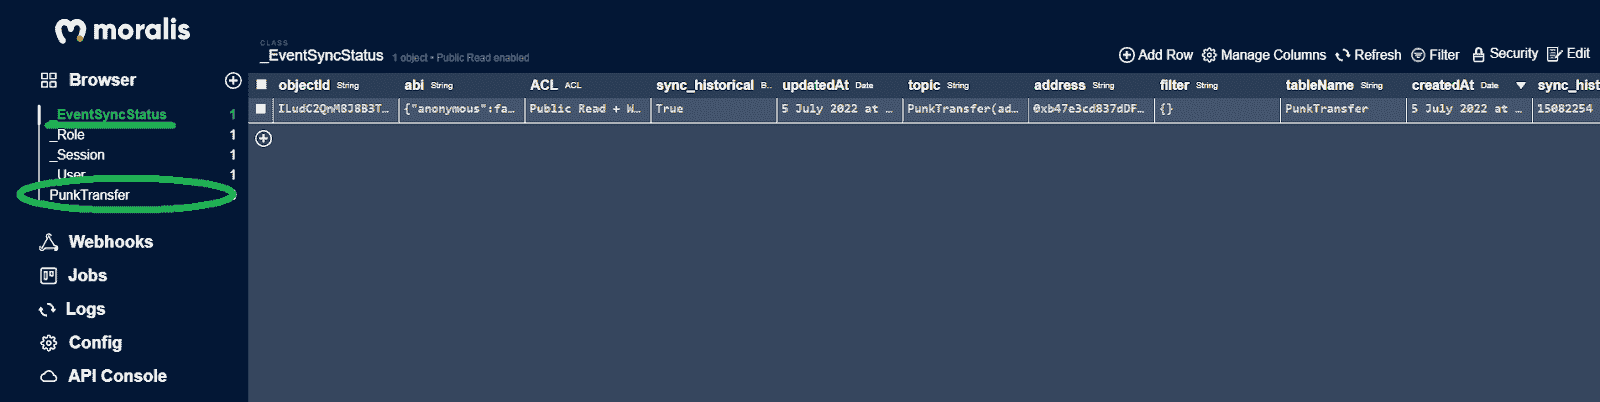 moralis
CLASS
_EventSyncStatus 1 object • Public Read enabled
Add Row Manage Columns Refresh Filter Security Edit
Browser
objectId String abi String ACL ACL sync_historical B.. updatedAt Date topic String address String filter String tableName String createdAt Date sync_hist
ILudC2QnM8J8B3T... {"anonymous":fa... Public Read + W... True 5 July 2022 at ... PunkTransfer(ad... 0xb47e3cd837dDF... {} PunkTransfer 5 July 2022 at ... 15082254
_EventSyncStatus 1
_Role 1
_Session 1
_User 1
PunkTransfer
Webhooks
Jobs
Logs
Config
API Console